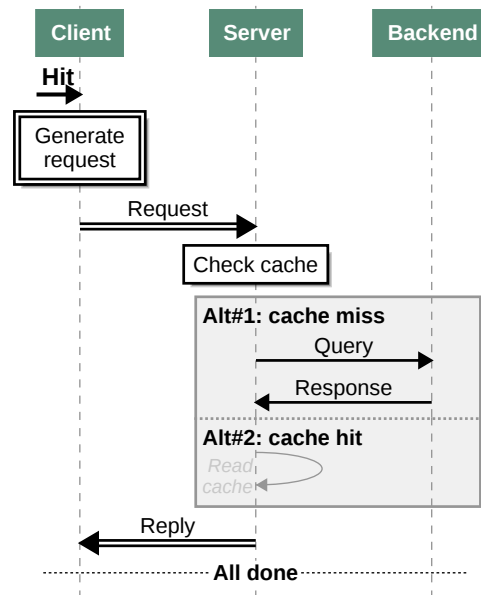 Client Server Backend
Hit
Generate
request
Request
Check cache
Alt#1: cache miss
Query
Response
Alt#2: cache hit
Read
cache
Reply
All done